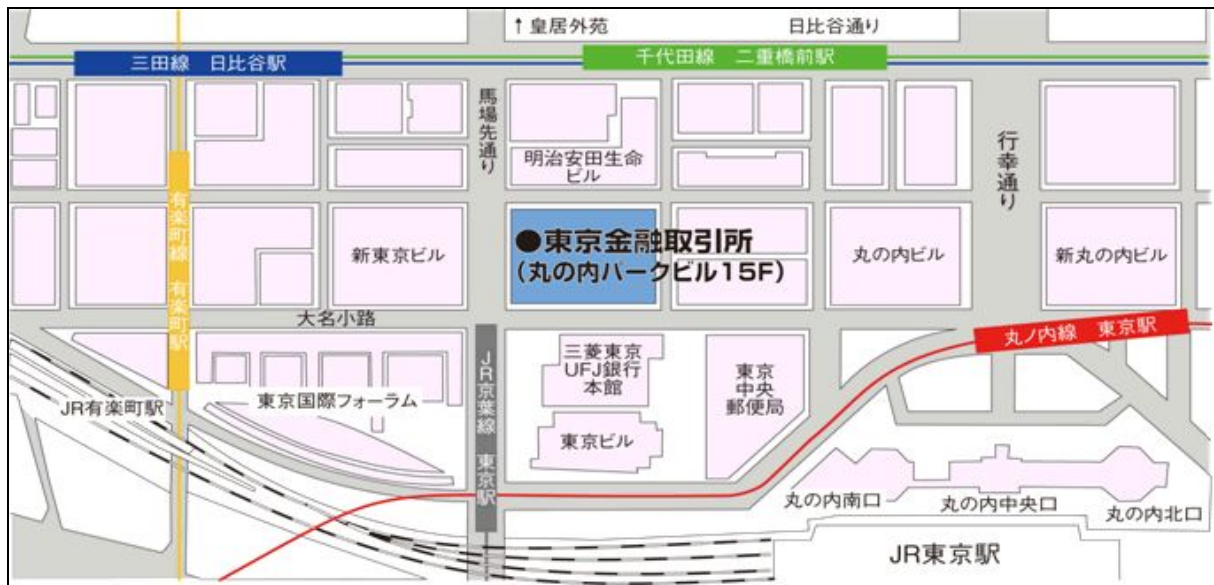 ↑皇居外苑
日比谷通り
三田線 日比谷駅
千代田線 二重橋前駅
馬場先通り
明治安田生命
ビル
行幸通り
有楽町線 有楽町駅
新東京ビル
●東京金融取引所
(丸の内パークビル15F)
丸の内ビル
新丸の内ビル
大名小路
丸ノ内線 東京駅
JR京葉線 東京駅
三菱東京
UFJ銀行
本館
東京
中央
郵便局
JR有楽町駅
東京国際フォーラム
東京ビル
丸の内南口
丸の内中央口
丸の内北口
JR東京駅